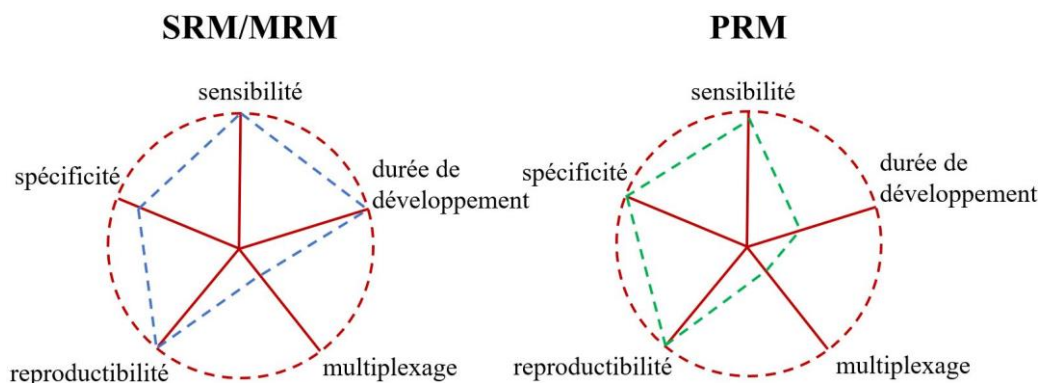 SRM/MRM
sensibilité
spécificité
durée de
développement
reproductibilité
multiplexage
PRM
sensibilité
spécificité
durée de
développement
reproductibilité
multiplexage